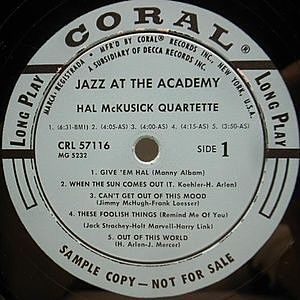 CORAL
MFR'D BY CORAL® RECORDS INC., NEW YORK, U.S.A.
A SUBSIDIARY OF DECCA RECORDS INC.
MARCA REGISTRADA
Long Play
Long Play
JAZZ AT THE ACADEMY
HAL McKUSICK QUARTETTE
1. (4:31-BMI) 2. (4:05-AS) 3. (4:00-AS) 4. (4:15-AS) 5. (3:50-AS)
CRL 57116
MG 5232
SIDE 1
1. GIVE 'EM HAL (Manny Albam)
2. WHEN THE SUN COMES OUT (T. Koehler-H. Arlen)
3. CAN'T GET OUT OF THIS MOOD
(Jimmy McHugh-Frank Loesser)
4. THESE FOOLISH THINGS (Remind Me Of You)
(Jack Strachey-Holt Marvell-Harry Link)
5. OUT OF THIS WORLD
(H. Arlen-J. Mercer)
SAMPLE COPY—NOT FOR SALE